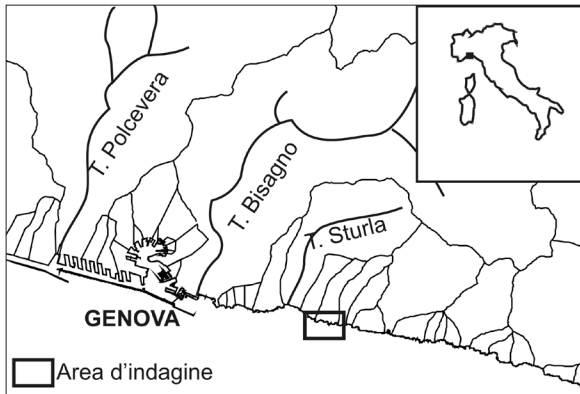 T. Polcevera
T. Bisagno
T. Sturla
GENOVA
Area d'indagine